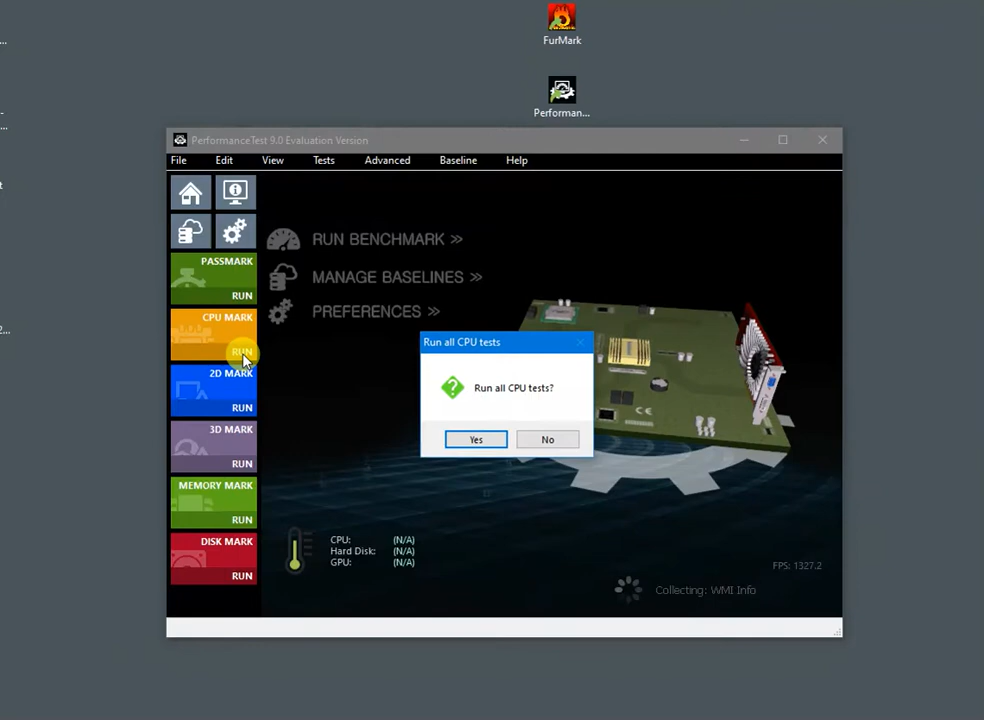 ...
FurMark
Performan...
-
...
t
2...
PerformanceTest 9.0 Evaluation Version
File Edit View Tests Advanced Baseline Help
RUN BENCHMARK >>
MANAGE BASELINES >>
PREFERENCES >>
PASSMARK
RUN
CPU MARK
RUN
2D MARK
RUN
3D MARK
RUN
MEMORY MARK
RUN
DISK MARK
RUN
Run all CPU tests
Run all CPU tests?
Yes No
CPU: (N/A)
Hard Disk: (N/A)
GPU: (N/A)
FPS: 1327.2
Collecting: WMI Info